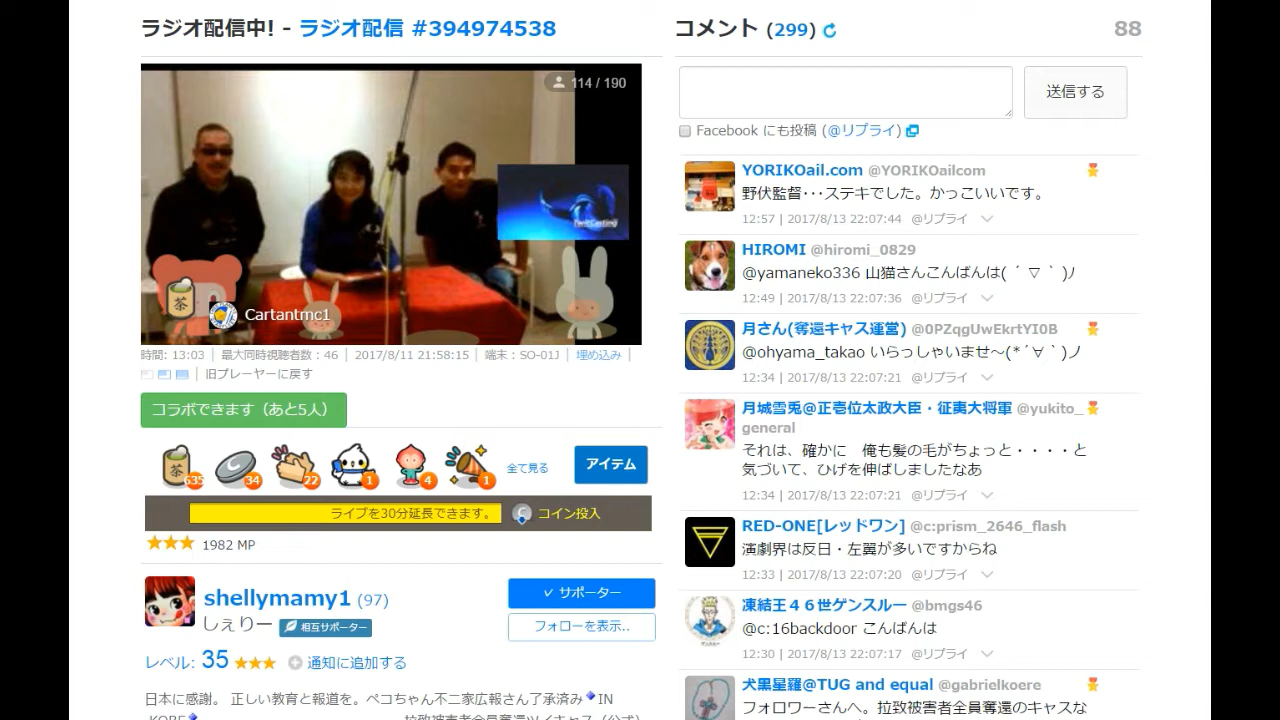 ラジオ配信中! - ラジオ配信 #394974538
114 / 190
TwitCasting
茶
Cartantmc1
時間: 13:03 | 最大同時視聴者数 : 46 | 2017/8/11 21:58:15 | 端末 : SO-01J | 埋め込み |
| 旧プレーヤーに戻す
コラボできます（あと5人）
茶 635 34 22 1 4 1 全て見る アイテム
ライブを30分延長できます。 C コイン投入
1982 MP
shellymamy1 (97)
しぇりー 相互サポーター
✓ サポーター
フォローを表示..
レベル: 35 通知に追加する
日本に感謝。 正しい教育と報道を。ペコちゃん不二家広報さん了承済み IN
コメント (299) 88
送信する
Facebook にも投稿 (@リプライ)
YORIKOail.com @YORIKOailcom
野伏監督･･･ステキでした。かっこいいです。
12:57 | 2017/8/13 22:07:44 @リプライ
HIROMI @hiromi_0829
@yamaneko336 山猫さんこんばんは( ´ ▽ ` )ﾉ
12:49 | 2017/8/13 22:07:36 @リプライ
月さん(奪還キャス運営) @0PZqgUwEkrtYI0B
@ohyama_takao いらっしゃいませ～(*´∀｀)ノ
12:34 | 2017/8/13 22:07:21 @リプライ
月城雪兎@正壱位太政大臣・征夷大将軍 @yukito_
general
それは、確かに　俺も髪の毛がちょっと・・・・と
気づいて、ひげを伸ばしましたなあ
12:34 | 2017/8/13 22:07:21 @リプライ
RED-ONE[レッドワン] @c:prism_2646_flash
演劇界は反日・左翼が多いですからね
12:33 | 2017/8/13 22:07:20 @リプライ
凍結王４６世ゲンスルー @bmgs46
@c:16backdoor こんばんは
12:30 | 2017/8/13 22:07:17 @リプライ
犬黒星羅@TUG and equal @gabrielkoere
フォロワーさんへ。拉致被害者全員奪還のキャスな